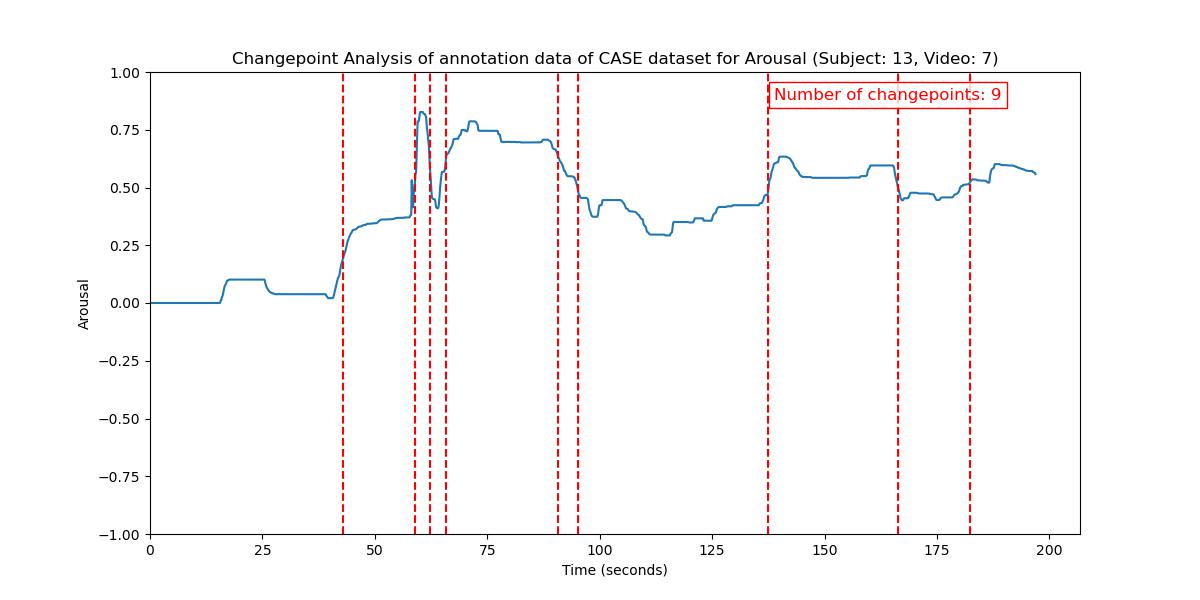 Changepoint Analysis of annotation data of CASE dataset for Arousal (Subject: 13, Video: 7)
Number of changepoints: 9
1.00
0.75
0.50
0.25
0.00
−0.25
−0.50
−0.75
−1.00
Arousal
0 25 50 75 100 125 150 175 200
Time (seconds)